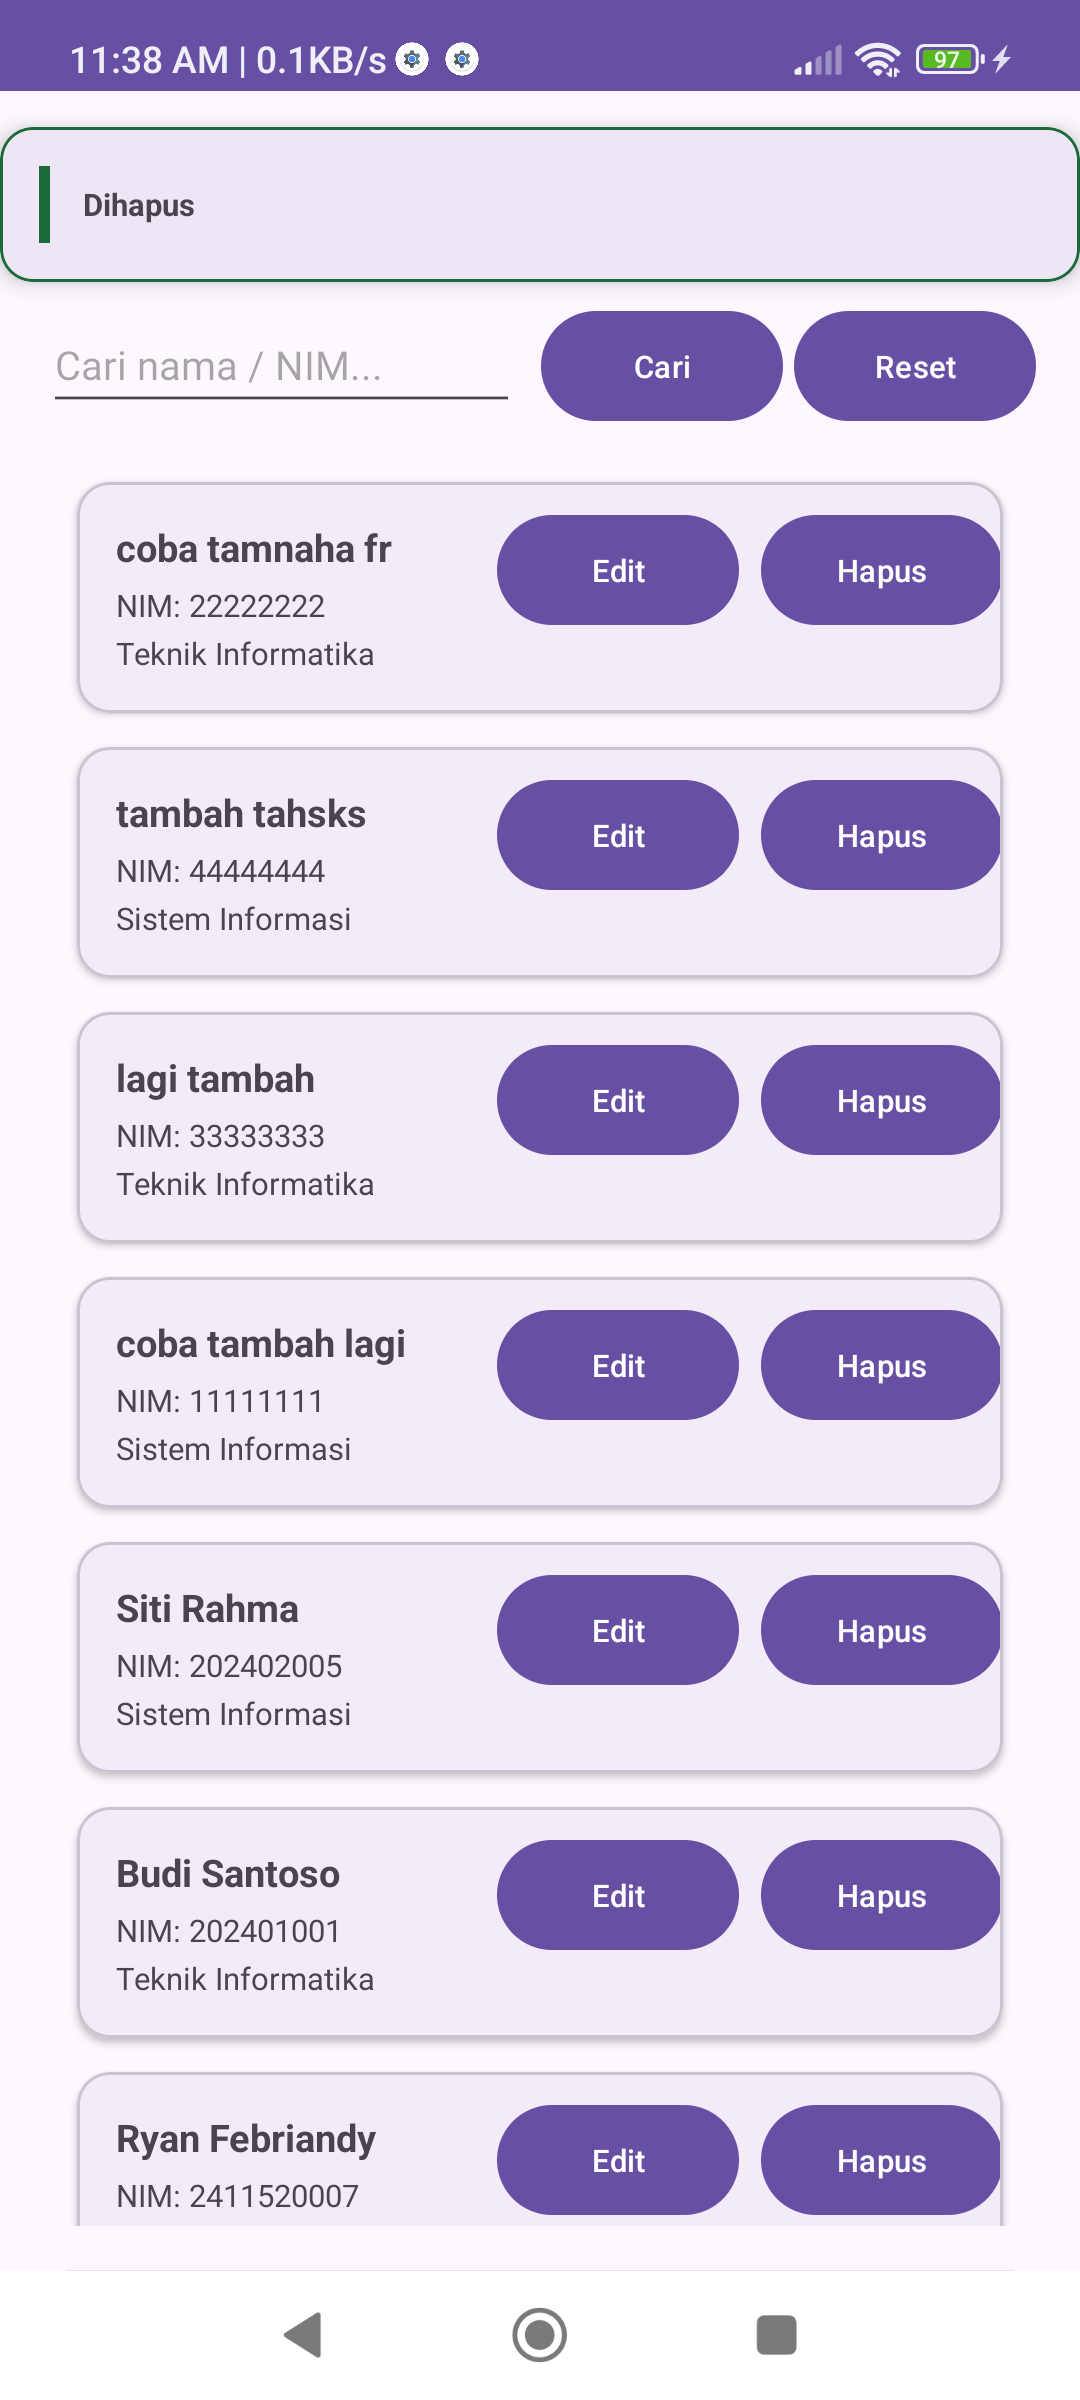 11:38 AM | 0.1KB/s
97
Dihapus
Cari nama / NIM...
Cari
Reset
coba tamnaha fr
NIM: 22222222
Teknik Informatika
Edit
Hapus
tambah tahsks
NIM: 44444444
Sistem Informasi
Edit
Hapus
lagi tambah
NIM: 33333333
Teknik Informatika
Edit
Hapus
coba tambah lagi
NIM: 11111111
Sistem Informasi
Edit
Hapus
Siti Rahma
NIM: 202402005
Sistem Informasi
Edit
Hapus
Budi Santoso
NIM: 202401001
Teknik Informatika
Edit
Hapus
Ryan Febriandy
NIM: 2411520007
Edit
Hapus